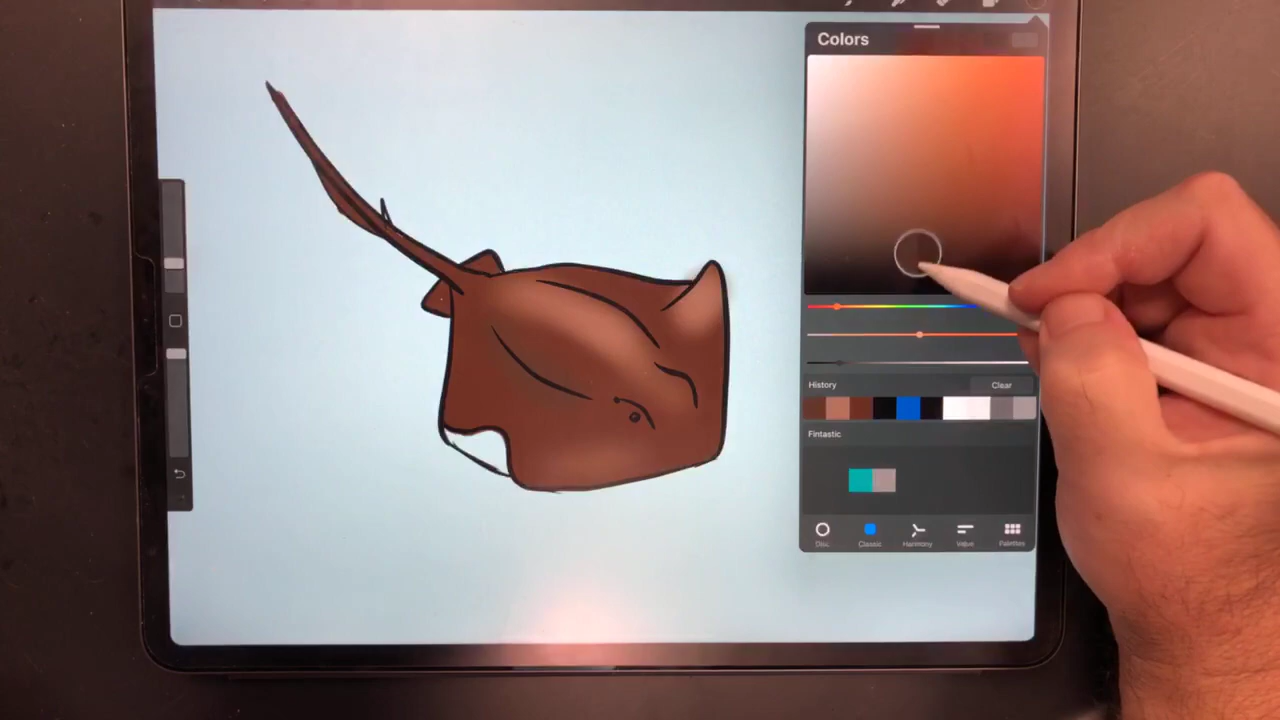 Colors
History
Clear
Fintastic
Disc
Classic
Harmony
Value
Palettes